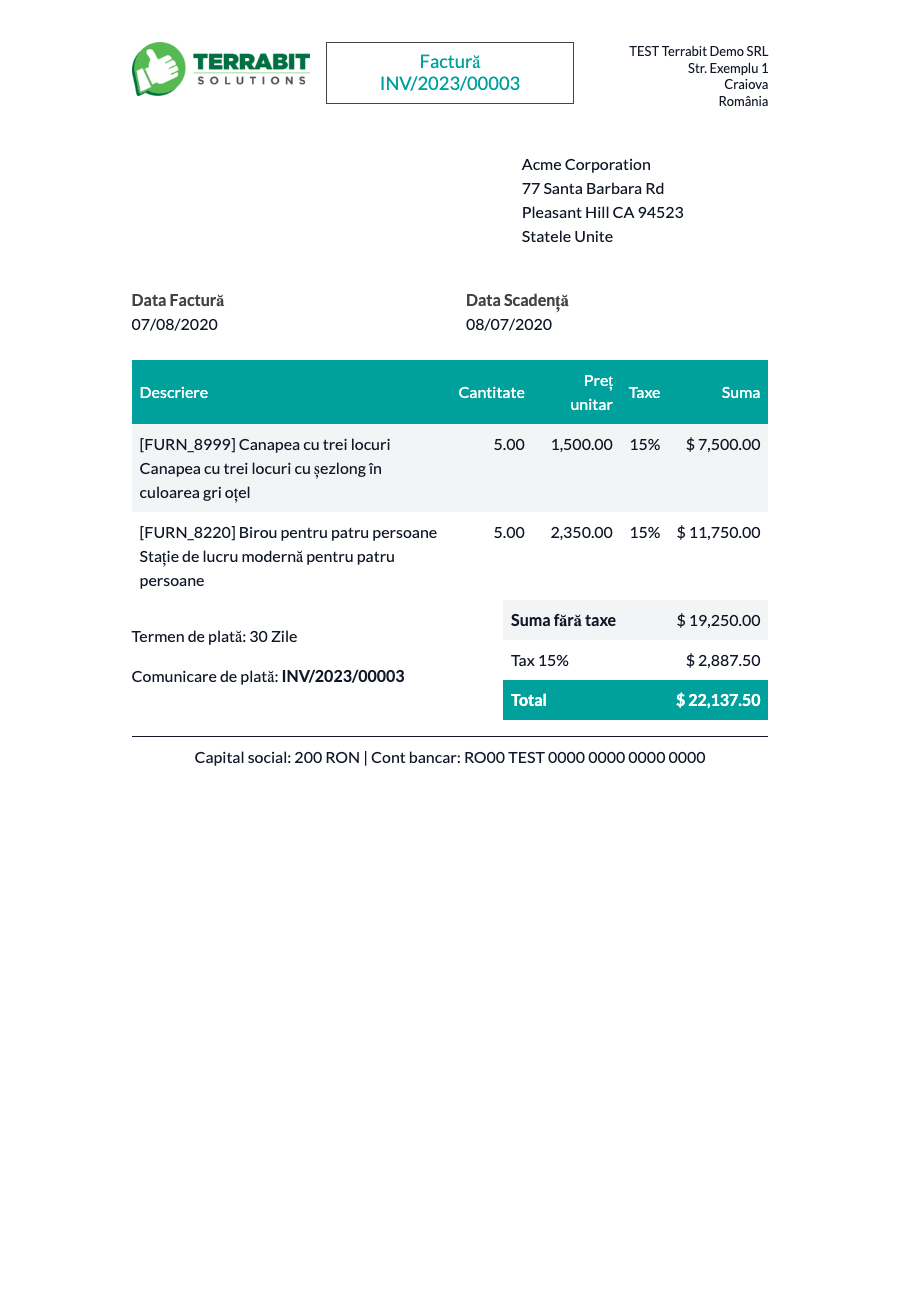 TERRABIT
SOLUTIONS
Factură
INV/2023/00003
TEST Terrabit Demo SRL
Str. Exemplu 1
Craiova
România
Acme Corporation
77 Santa Barbara Rd
Pleasant Hill CA 94523
Statele Unite
Data Factură
07/08/2020
Data Scadență
08/07/2020
Descriere Cantitate Preț unitar Taxe Suma
[FURN_8999] Canapea cu trei locuri 5.00 1,500.00 15% $ 7,500.00
Canapea cu trei locuri cu șezlong în
culoarea gri oțel
[FURN_8220] Birou pentru patru persoane 5.00 2,350.00 15% $ 11,750.00
Stație de lucru modernă pentru patru
persoane
Suma fără taxe $ 19,250.00
Termen de plată: 30 Zile
Tax 15% $ 2,887.50
Comunicare de plată: INV/2023/00003
Total $ 22,137.50
Capital social: 200 RON | Cont bancar: RO00 TEST 0000 0000 0000 0000